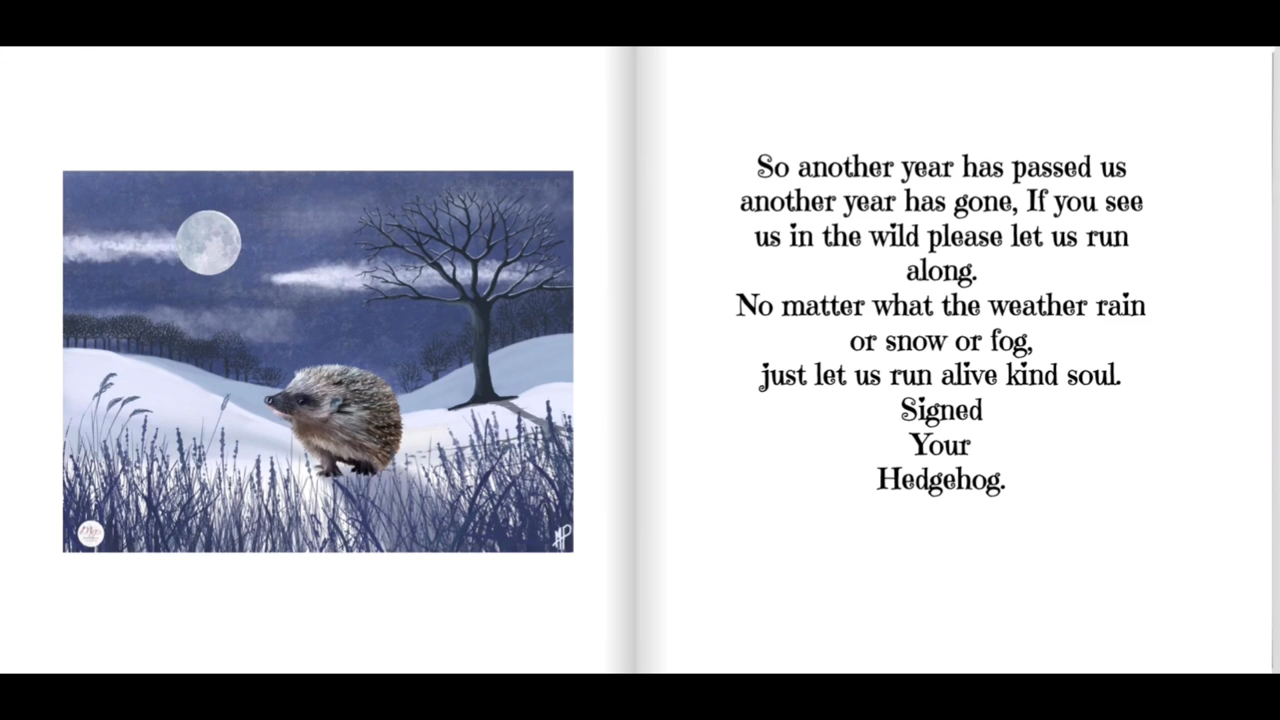 So another year has passed us
another year has gone, If you see
us in the wild please let us run
along.
No matter what the weather rain
or snow or fog,
just let us run alive kind soul.
Signed
Your
Hedgehog.